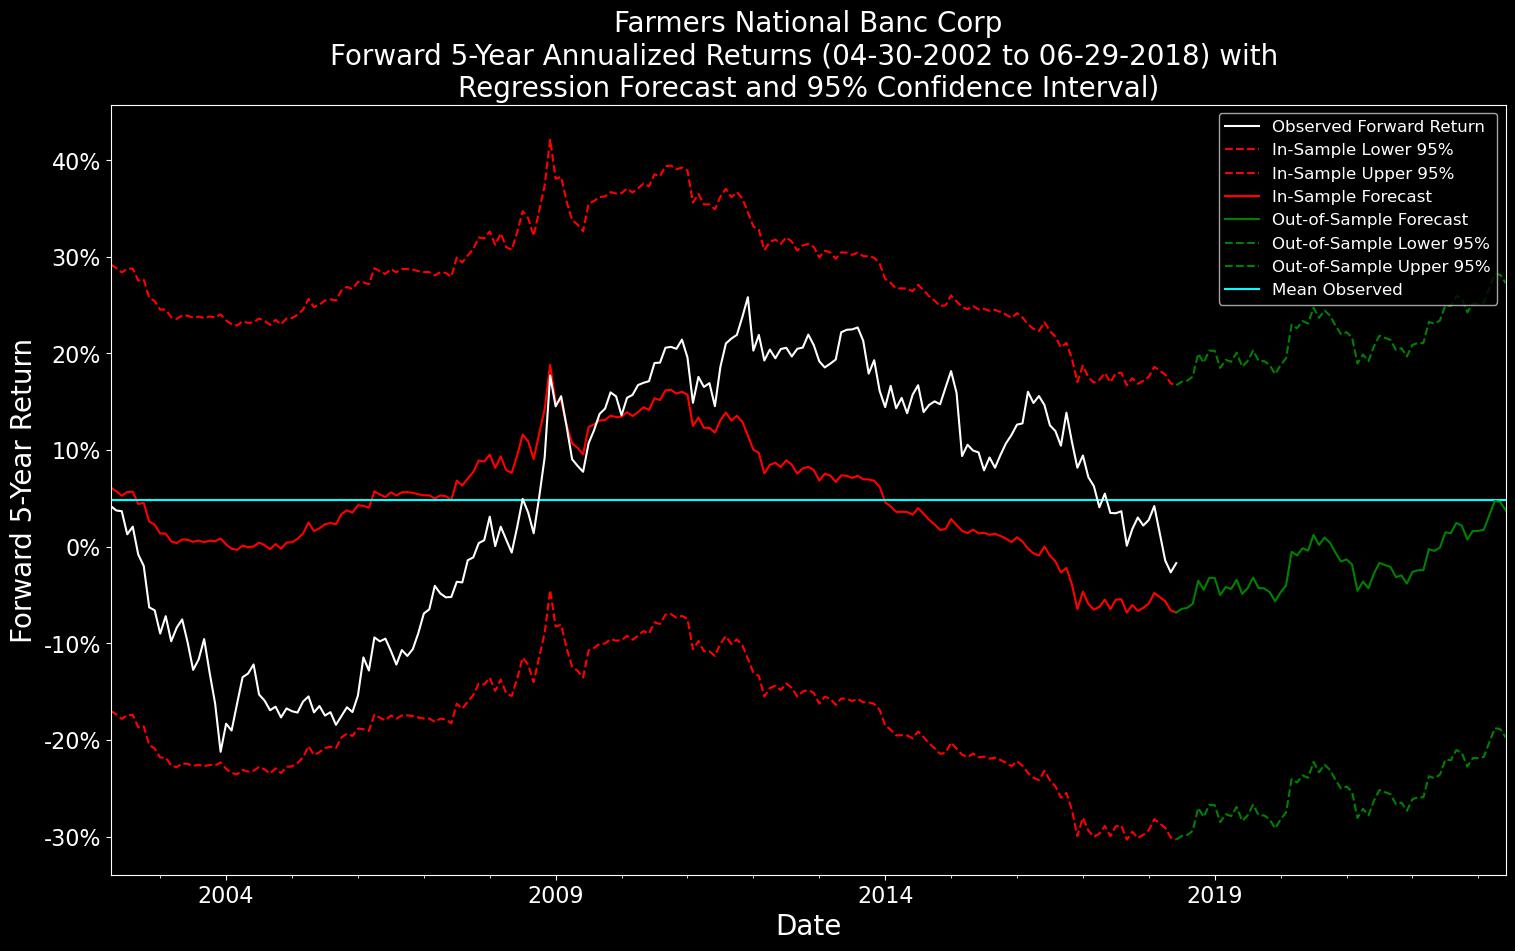 Farmers National Banc Corp
Forward 5-Year Annualized Returns (04-30-2002 to 06-29-2018) with
Regression Forecast and 95% Confidence Interval)
Observed Forward Return
In-Sample Lower 95%
In-Sample Upper 95%
In-Sample Forecast
Out-of-Sample Forecast
Out-of-Sample Lower 95%
Out-of-Sample Upper 95%
Mean Observed
Forward 5-Year Return
40%
30%
20%
10%
0%
-10%
-20%
-30%
2004 2009 2014 2019
Date